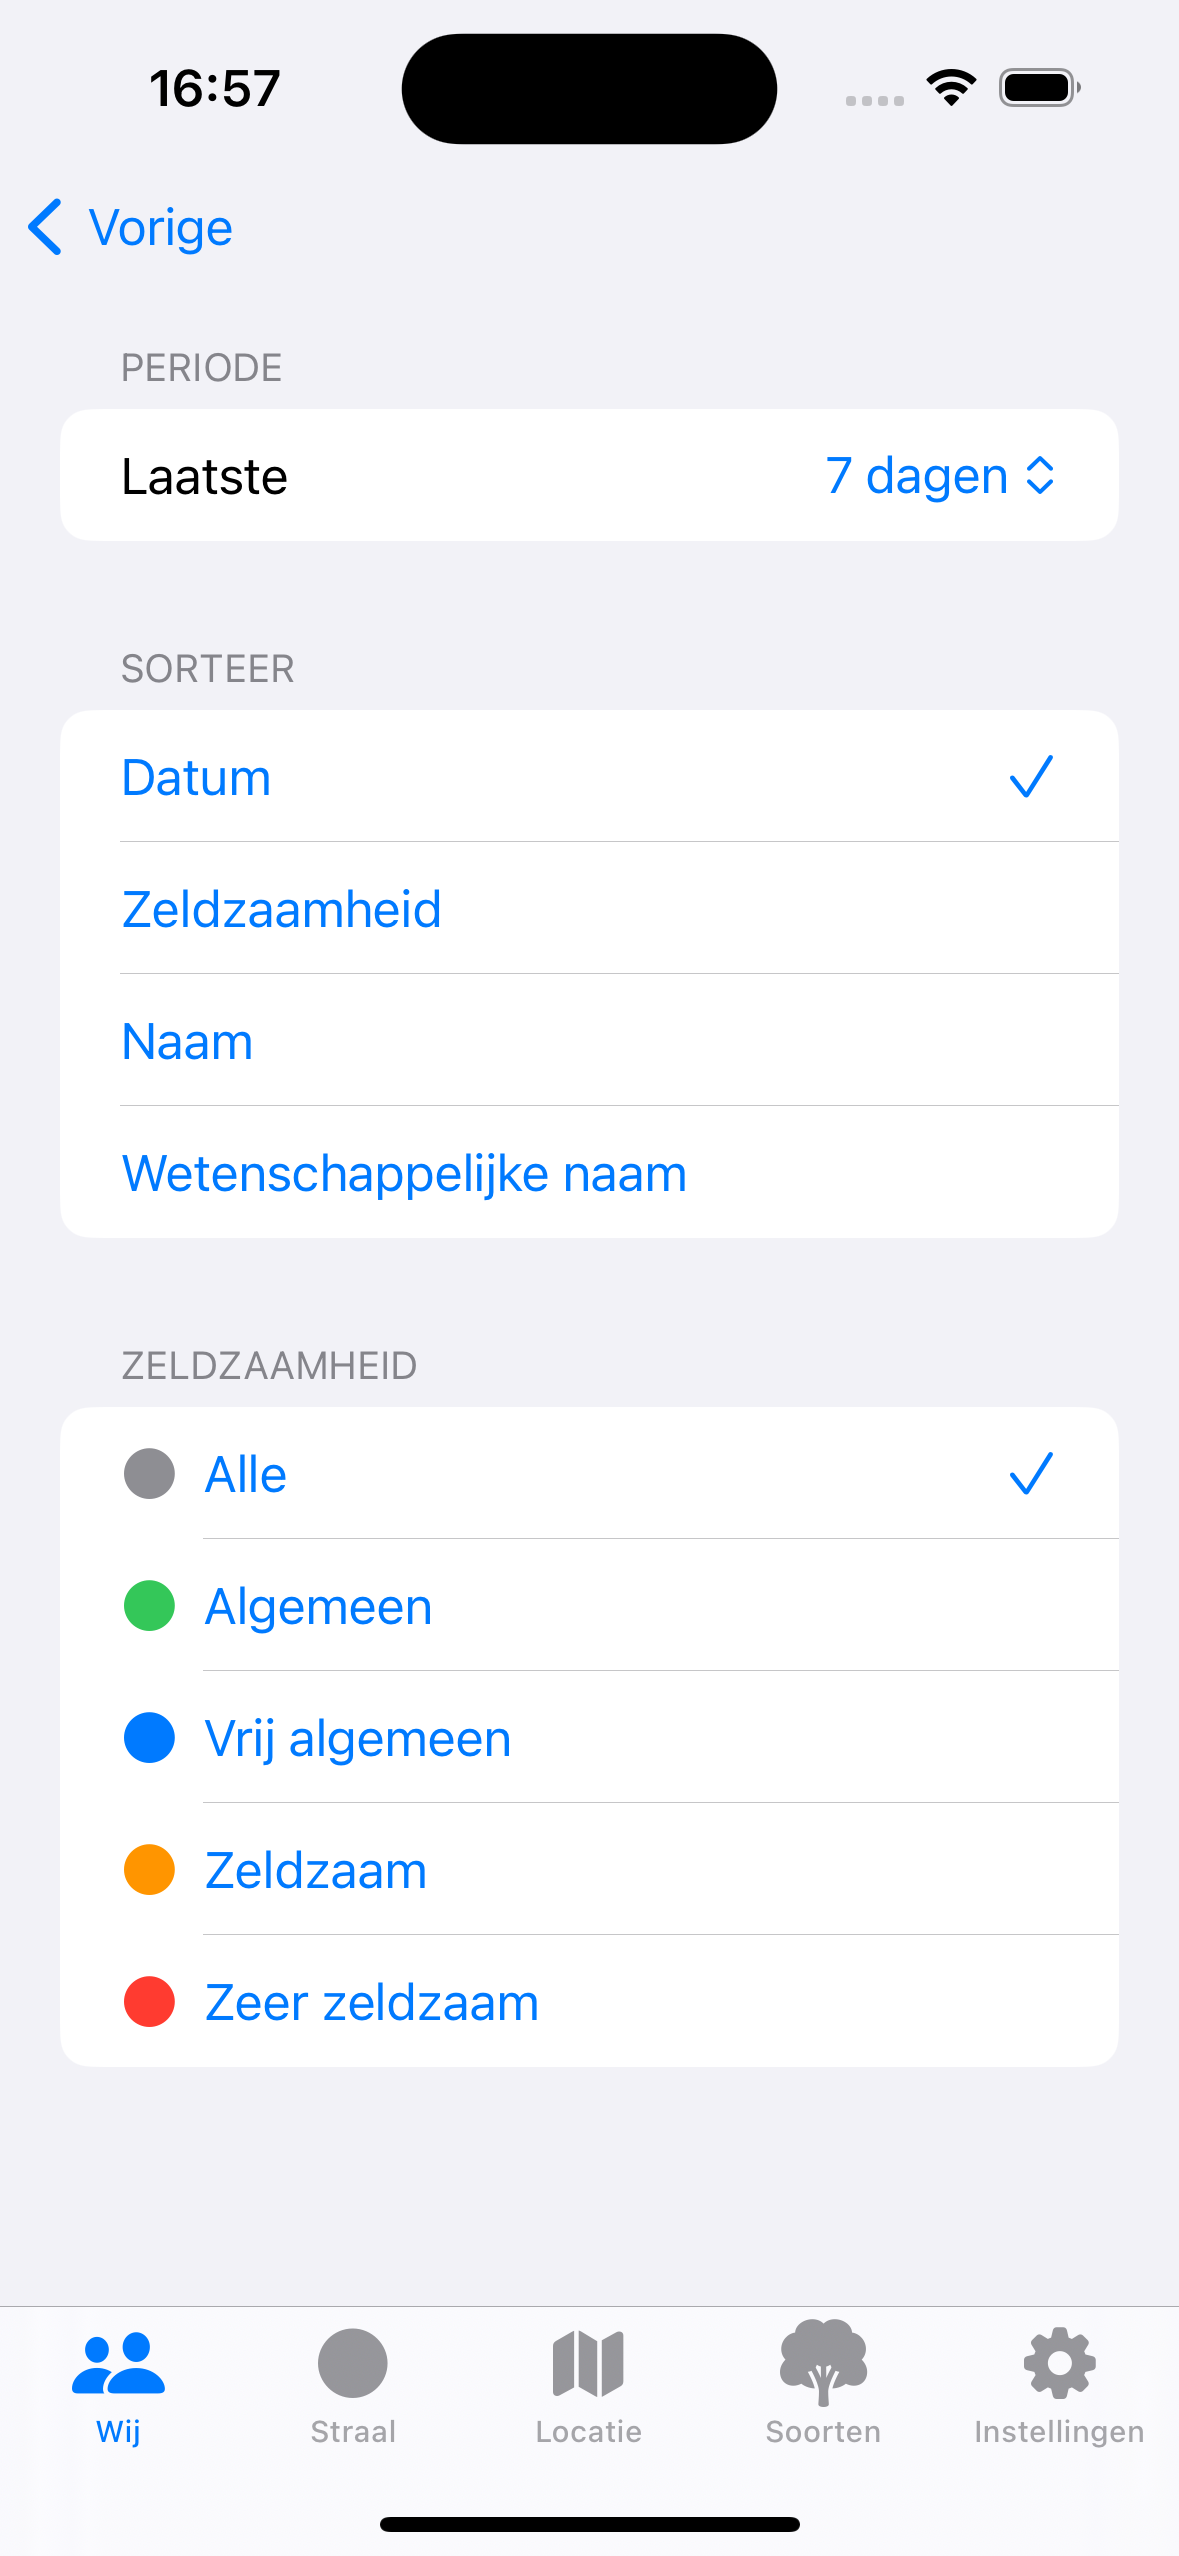 16:57
Vorige
PERIODE
Laatste 7 dagen
SORTEER
Datum
Zeldzaamheid
Naam
Wetenschappelijke naam
ZELDZAAMHEID
Alle
Algemeen
Vrij algemeen
Zeldzaam
Zeer zeldzaam
Wij Straal Locatie Soorten Instellingen